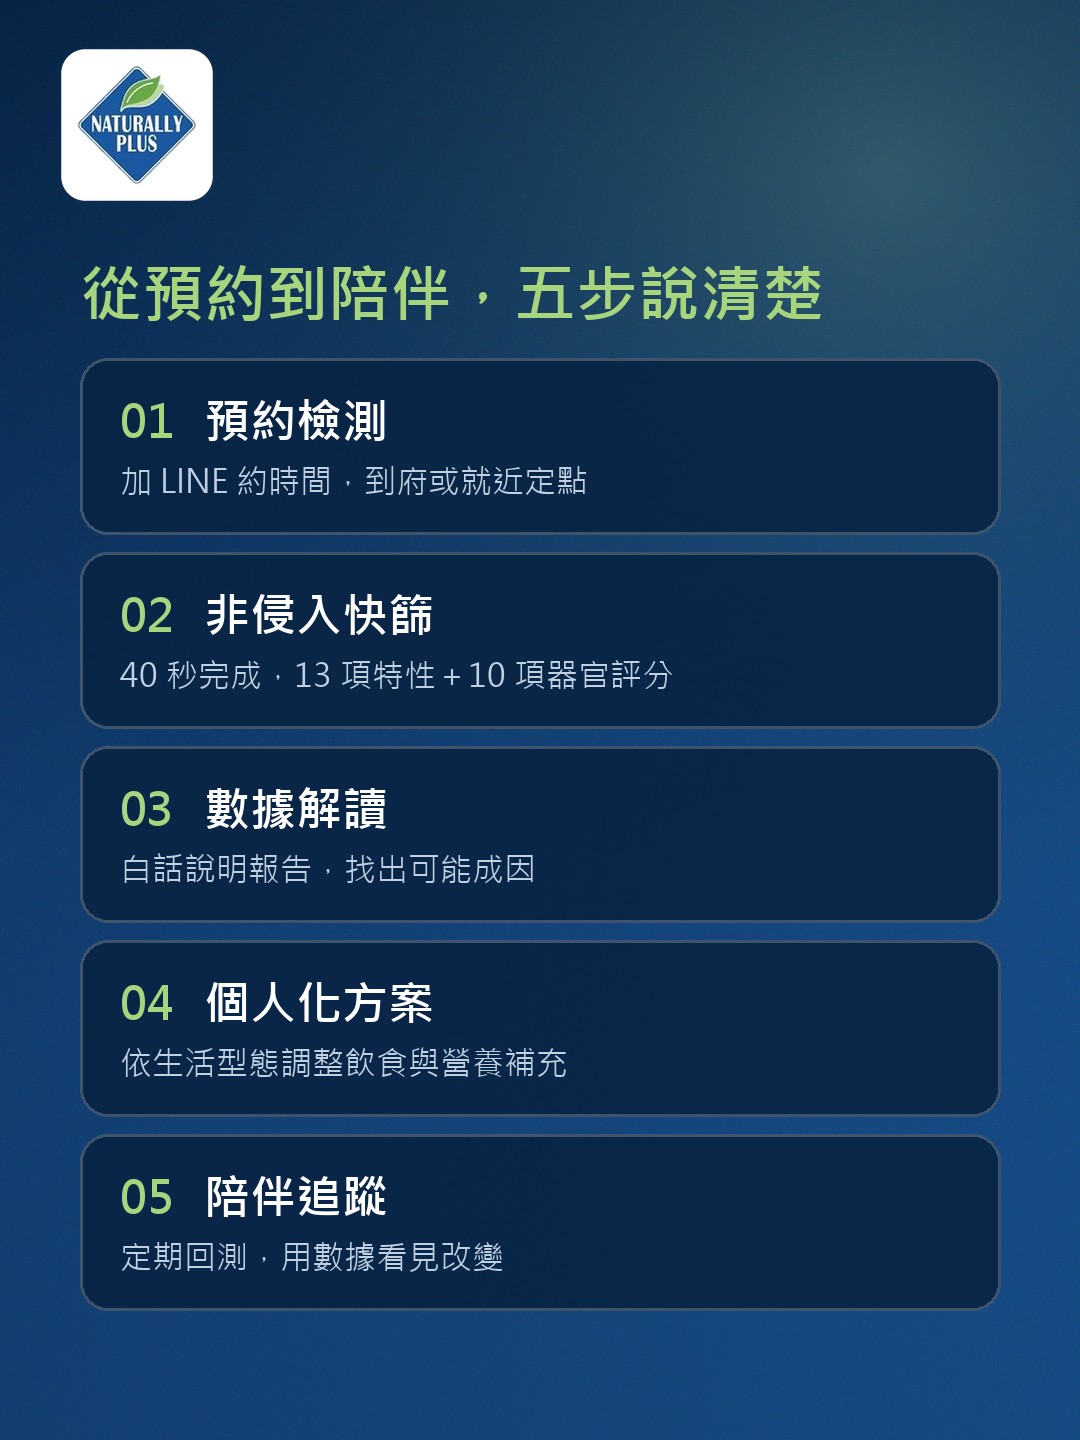 NATURALLY
PLUS
從預約到陪伴，五步說清楚
01 預約檢測
加 LINE 約時間，到府或就近定點
02 非侵入快篩
40 秒完成，13 項特性＋10 項器官評分
03 數據解讀
白話說明報告，找出可能成因
04 個人化方案
依生活型態調整飲食與營養補充
05 陪伴追蹤
定期回測，用數據看見改變